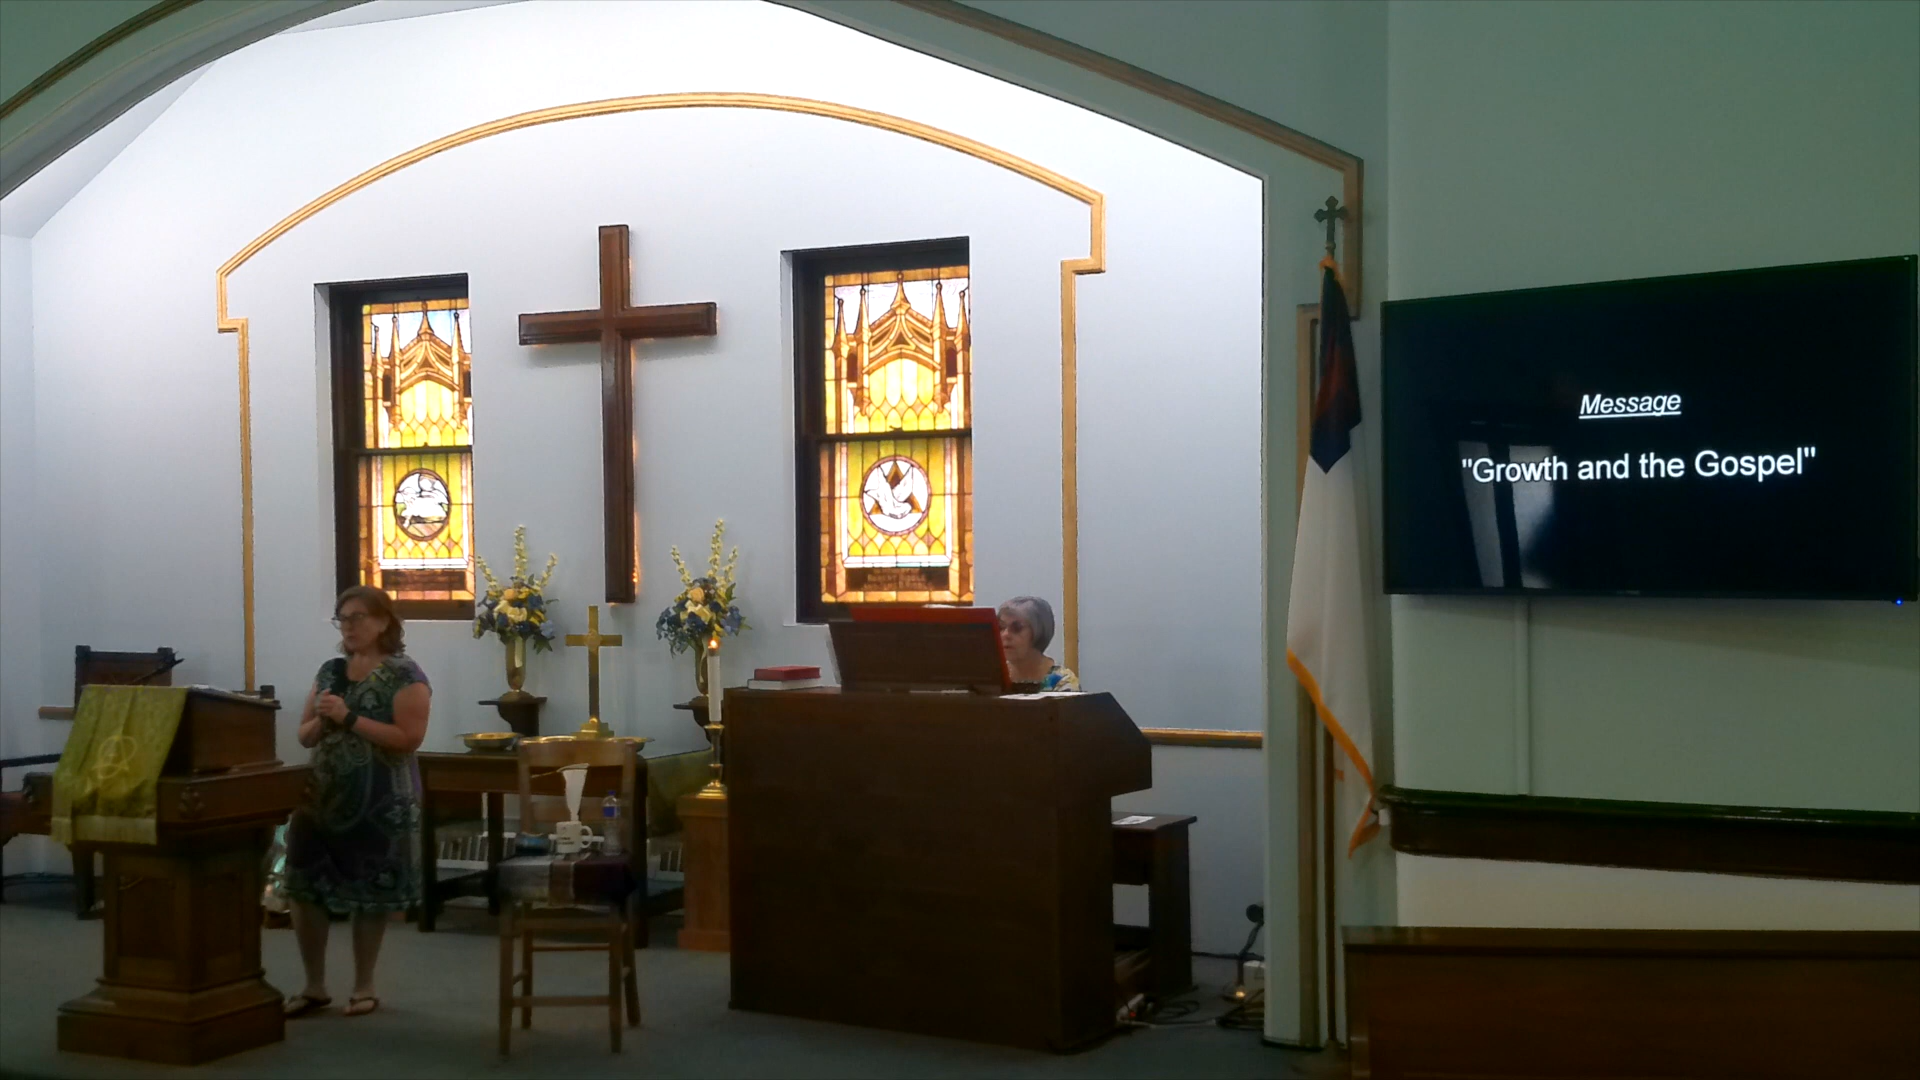 Message
"Growth and the Gospel"